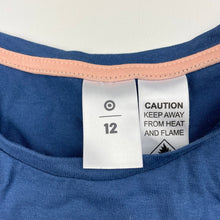 12
CAUTION
KEEP AWAY
FROM HEAT
AND FLAME